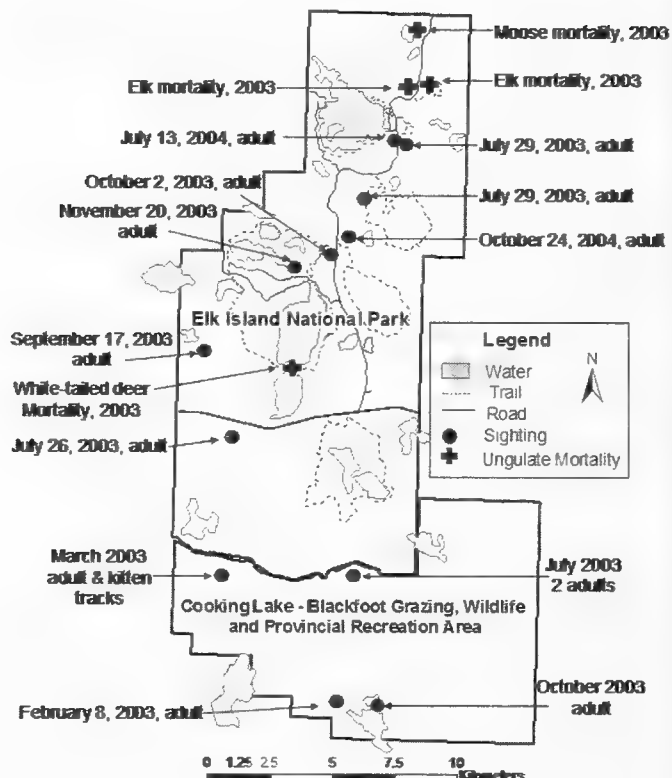 Moose mortality, 2003
Elk mortality, 2003
Elk mortality, 2003
July 13, 2004, adult
July 29, 2003, adult
October 2, 2003, adult
July 29, 2003, adult
November 20, 2003
adult
October 24, 2004, adult
Elk Island National Park
September 17, 2003
adult
White-tailed deer
Mortality, 2003
July 26, 2003, adult
Legend
N
Water
Trail
Road
Sighting
Ungulate Mortality
March 2003
adult & kitten
tracks
July 2003
2 adults
Cooking Lake - Blackfoot Grazing, Wildlife
and Provincial Recreation Area
February 8, 2003, adult
October 2003
adult
0 1.25 2.5 5 7.5 10
Kilometers